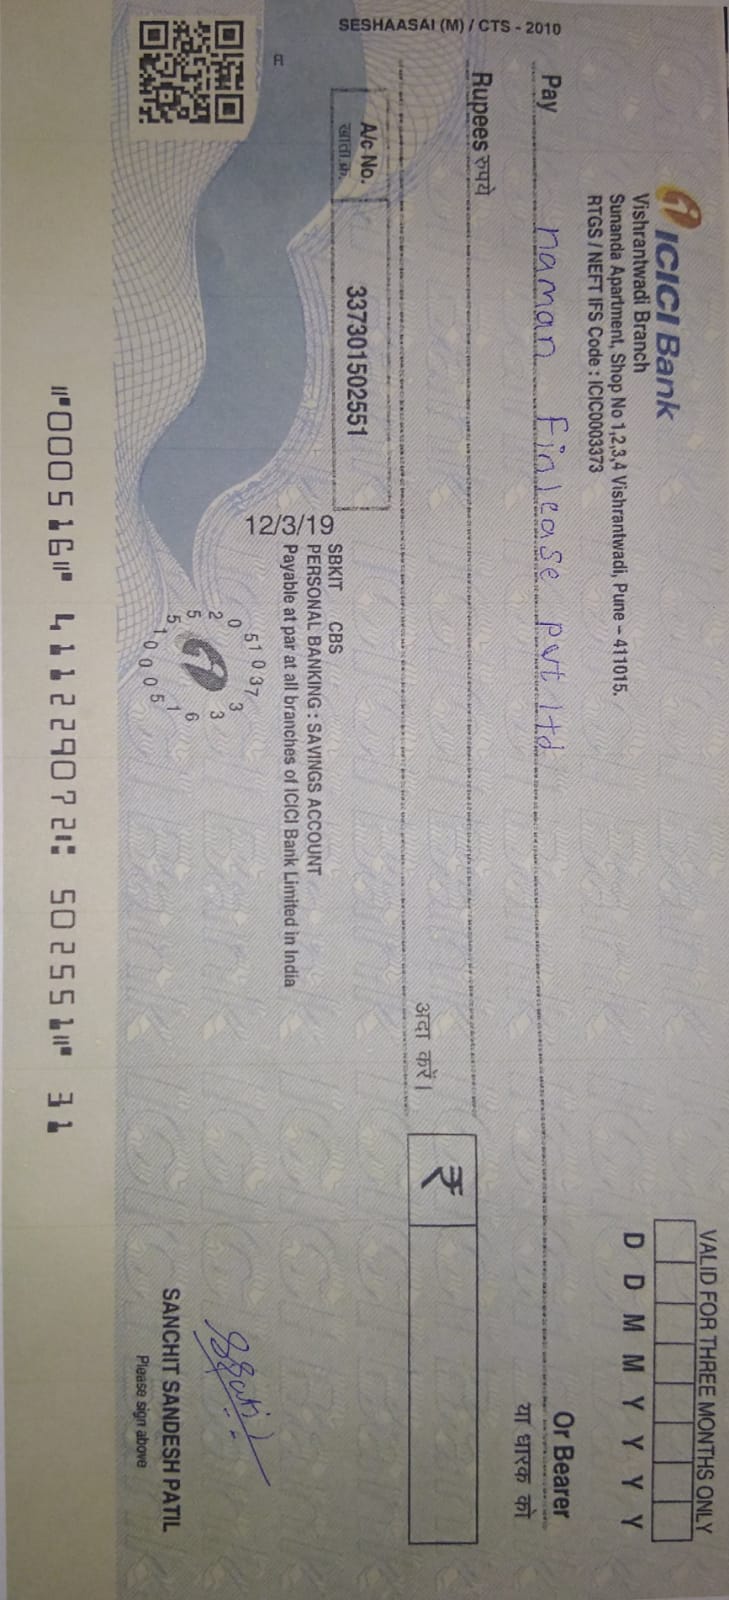 VALID FOR THREE MONTHS ONLY
D D M M Y Y Y Y
ICICI Bank
Vishrantwadi Branch
Sunanda Apartment, Shop No 1,2,3,4 Vishrantwadi, Pune – 411015.
RTGS / NEFT IFS Code : ICIC0003373
Pay naman Finlease pvt ltd Or Bearer
या धारक को
Rupees रुपये
अदा करें।
₹
A/c No. 337301502551
खाता क्र.
SBKIT CBS
12/3/19
PERSONAL BANKING : SAVINGS ACCOUNT
Payable at par at all branches of ICICI Bank Limited in India
SESHAASAI (M) / CTS - 2010
SANCHIT SANDESH PATIL
Please sign above
⑈000516⑈ 411229072⑆ 502551⑈ 31